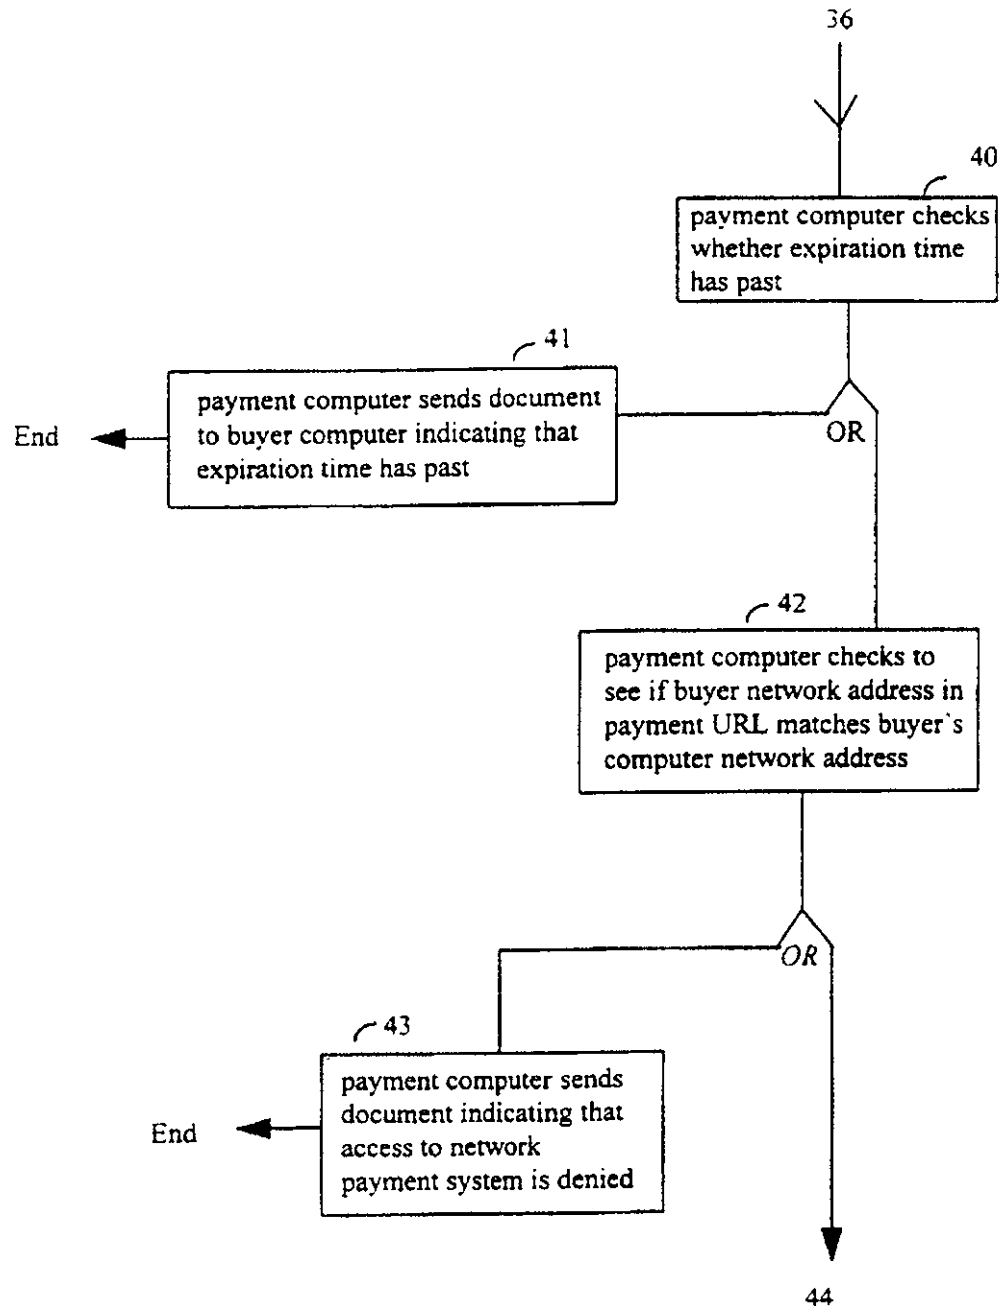 36
40
payment computer checks
whether expiration time
has past
41
payment computer sends document
to buyer computer indicating that
expiration time has past
End
OR
42
payment computer checks to
see if buyer network address in
payment URL matches buyer's
computer network address
OR
43
payment computer sends
document indicating that
access to network
payment system is denied
End
44